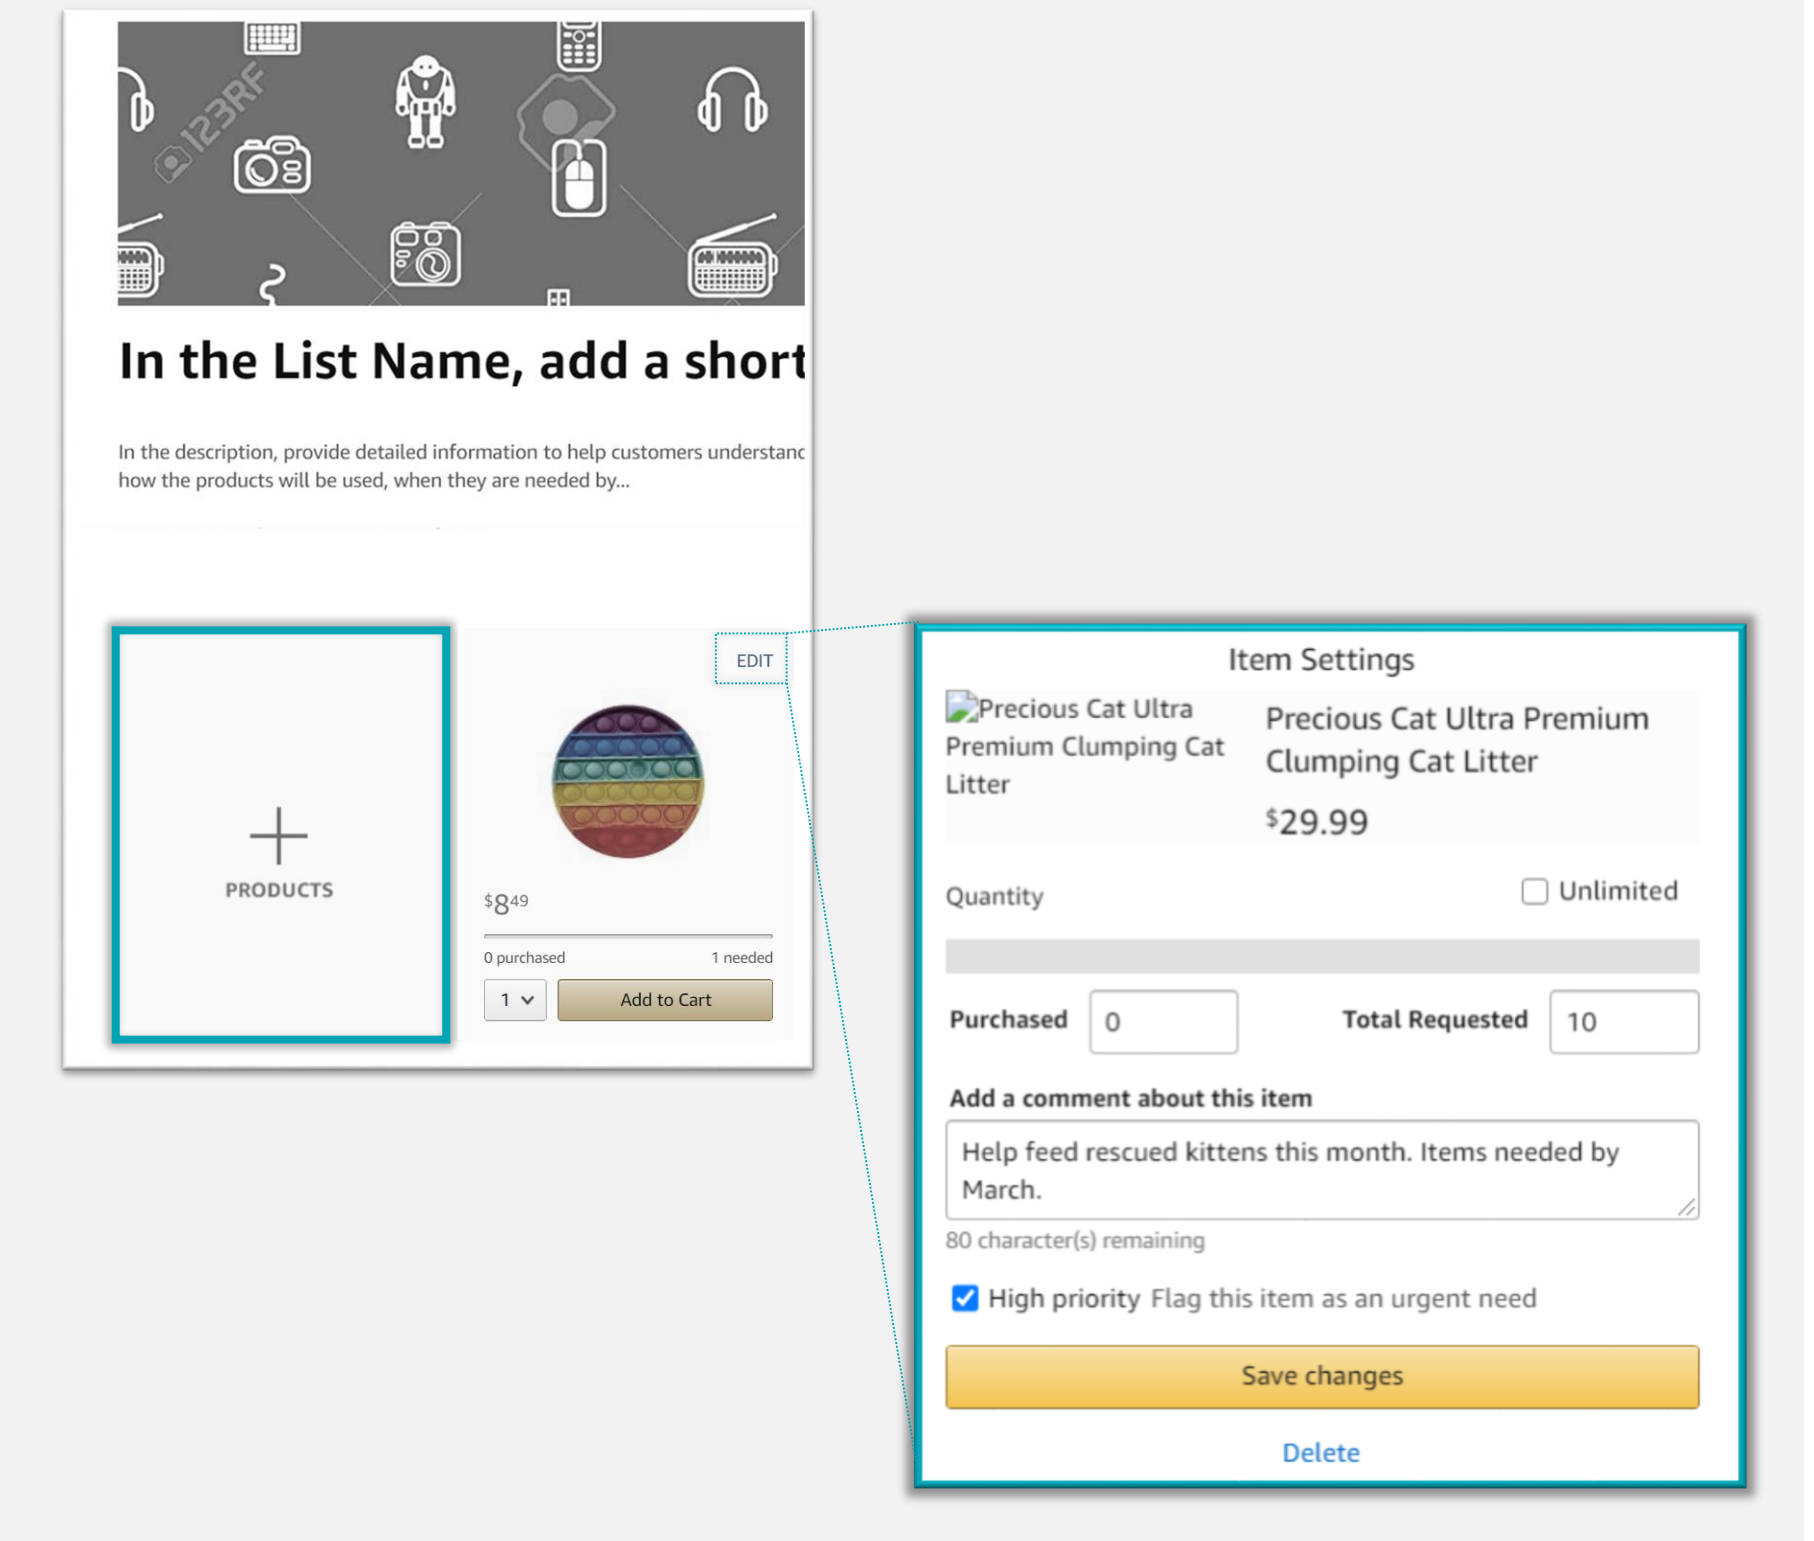 123RF
In the List Name, add a short
In the description, provide detailed information to help customers understand
how the products will be used, when they are needed by...
PRODUCTS
EDIT
$8 49
0 purchased 1 needed
1 Add to Cart
Item Settings
Precious Cat Ultra
Premium Clumping Cat
Litter
Precious Cat Ultra Premium
Clumping Cat Litter
$29.99
Quantity Unlimited
Purchased 0 Total Requested 10
Add a comment about this item
Help feed rescued kittens this month. Items needed by
March.
80 character(s) remaining
High priority Flag this item as an urgent need
Save changes
Delete